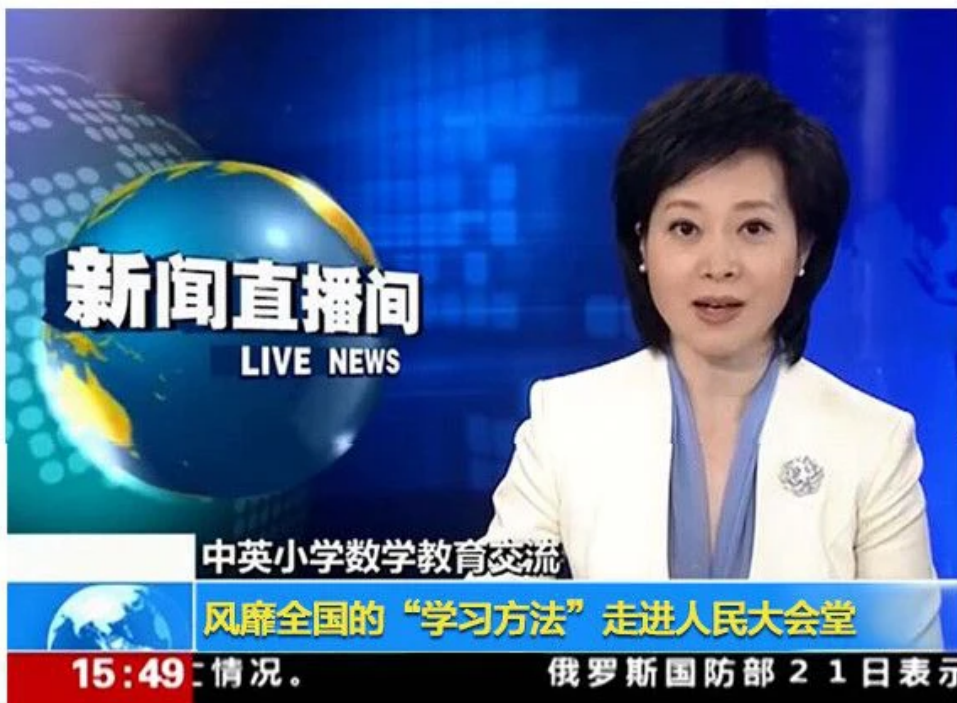 新闻直播间
LIVE NEWS
中英小学数学教育交流
风靡全国的“学习方法”走进人民大会堂
15:49
情况。 俄罗斯国防部21日表示